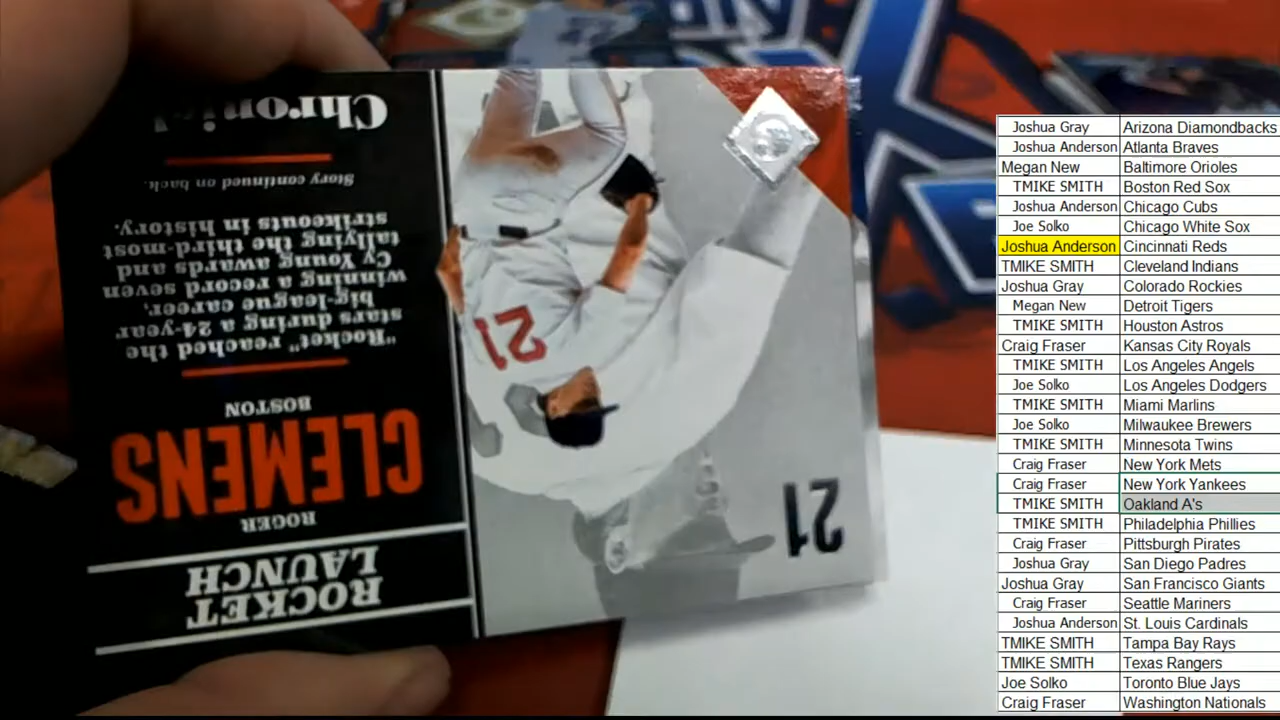 ROCKET
LAUNCH
ROGER
CLEMENS
BOSTON
"Rocket" reached the
stars during a 24-year
big-league career,
winning a record seven
Cy Young awards and
tallying the third-most
strikeouts in history.
Story continued on back.
Chronicl
21
21
Joshua Gray Arizona Diamondbacks
Joshua Anderson Atlanta Braves
Megan New Baltimore Orioles
TMIKE SMITH Boston Red Sox
Joshua Anderson Chicago Cubs
Joe Solko Chicago White Sox
Joshua Anderson Cincinnati Reds
TMIKE SMITH Cleveland Indians
Joshua Gray Colorado Rockies
Megan New Detroit Tigers
TMIKE SMITH Houston Astros
Craig Fraser Kansas City Royals
TMIKE SMITH Los Angeles Angels
Joe Solko Los Angeles Dodgers
TMIKE SMITH Miami Marlins
Joe Solko Milwaukee Brewers
TMIKE SMITH Minnesota Twins
Craig Fraser New York Mets
Craig Fraser New York Yankees
TMIKE SMITH Oakland A's
TMIKE SMITH Philadelphia Phillies
Craig Fraser Pittsburgh Pirates
Joshua Gray San Diego Padres
Joshua Gray San Francisco Giants
Craig Fraser Seattle Mariners
Joshua Anderson St. Louis Cardinals
TMIKE SMITH Tampa Bay Rays
TMIKE SMITH Texas Rangers
Joe Solko Toronto Blue Jays
Craig Fraser Washington Nationals